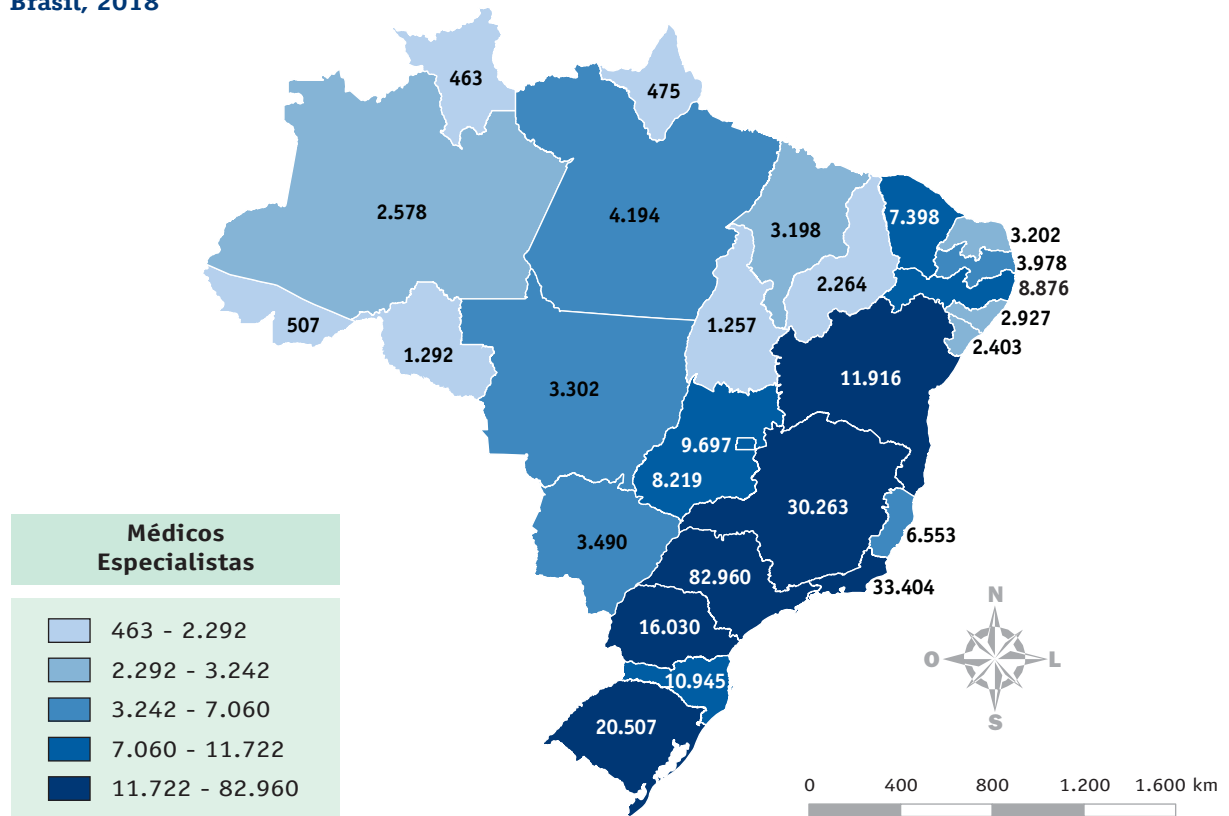 Brasil, 2018
463
475
2.578
4.194
3.198
7.398
3.202
3.978
8.876
2.264
2.927
507
1.257
2.403
1.292
11.916
3.302
9.697
8.219
30.263
6.553
3.490
82.960
33.404
16.030
10.945
20.507
Médicos
Especialistas
463 - 2.292
2.292 - 3.242
3.242 - 7.060
7.060 - 11.722
11.722 - 82.960
N
O
L
S
0 400 800 1.200 1.600 km